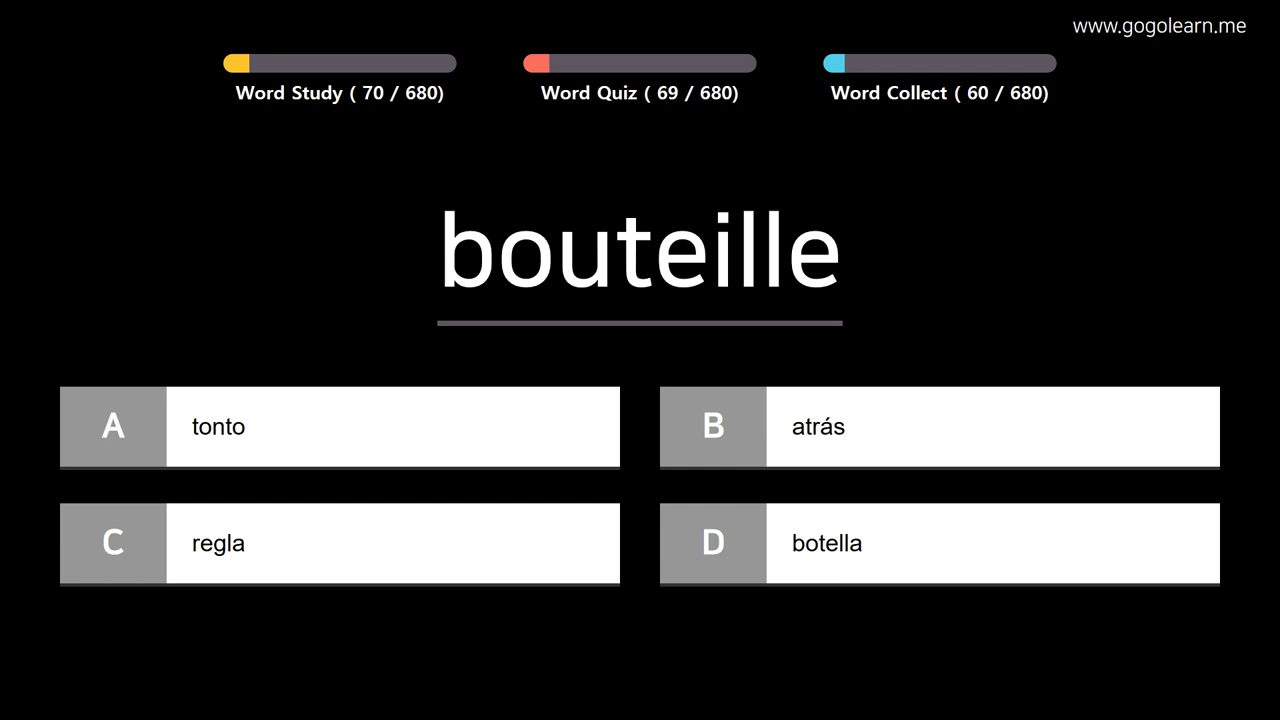 www.gogolearn.me
Word Study ( 70 / 680)
Word Quiz ( 69 / 680)
Word Collect ( 60 / 680)
bouteille
A tonto
B atrás
C regla
D botella